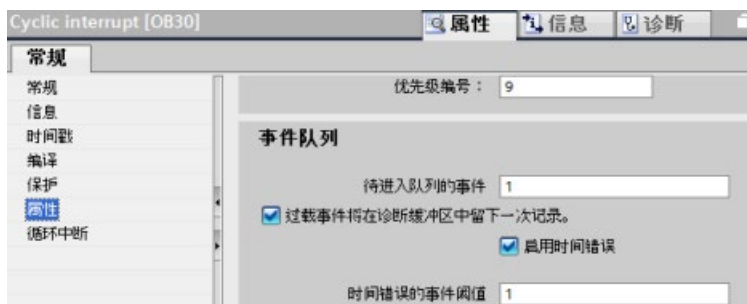 Cyclic interrupt [OB30]
属性
信息
诊断
常规
常规
信息
时间戳
编译
保护
属性
循环中断
优先级编号： 9
事件队列
待进入队列的事件 1
过载事件将在诊断缓冲区中留下一次记录。
启用时间错误
时间错误的事件阈值 1